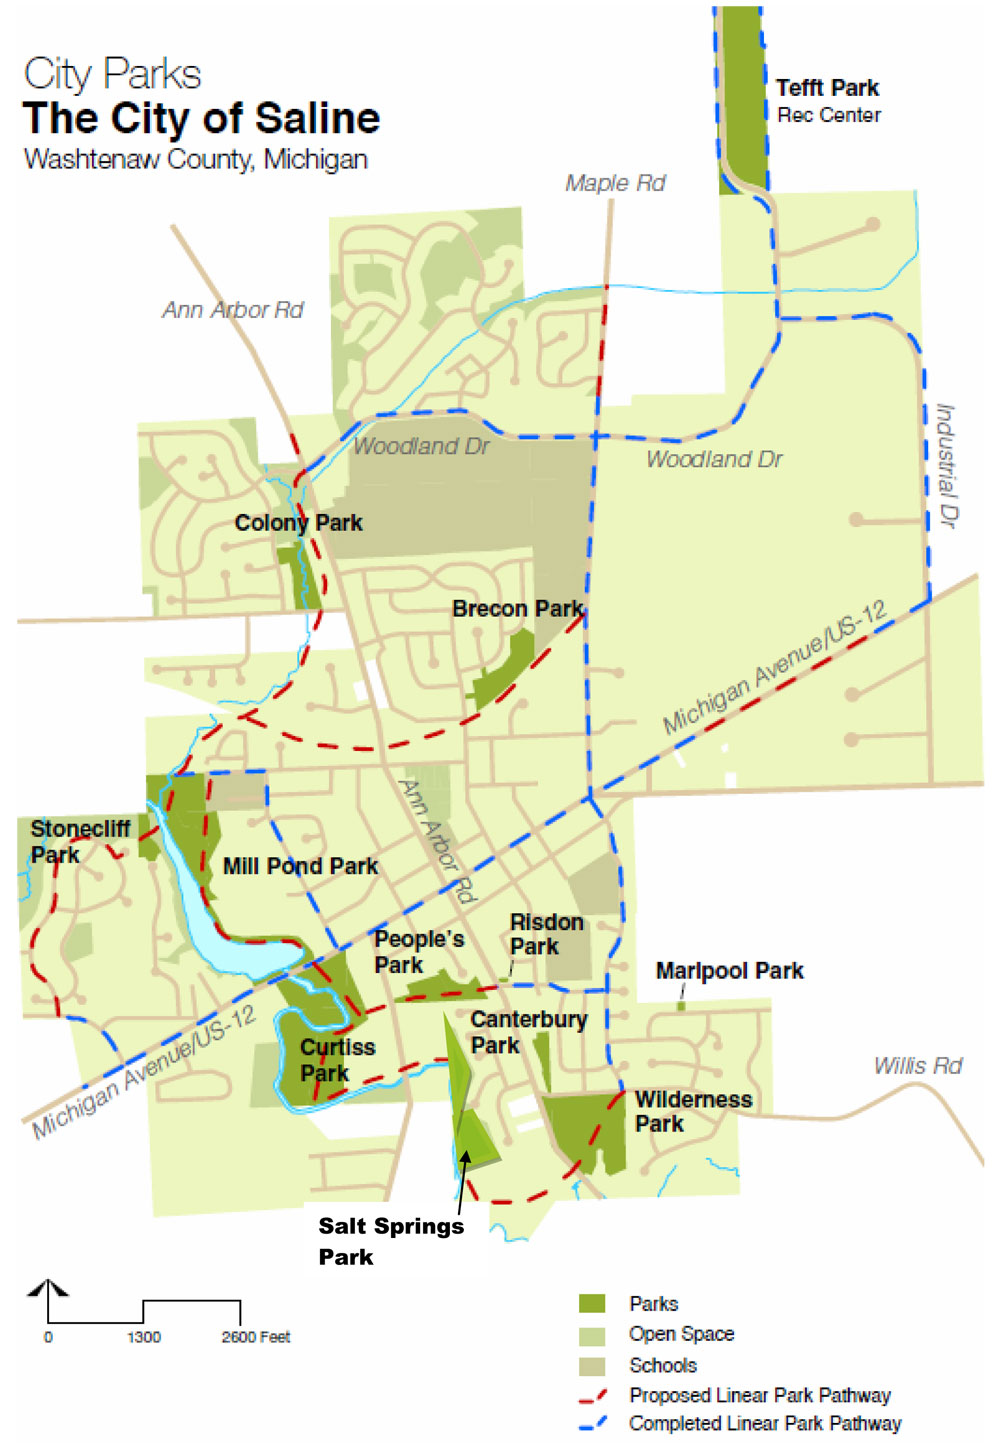 City Parks
The City of Saline
Washtenaw County, Michigan
Tefft Park
Rec Center
Maple Rd
Ann Arbor Rd
Woodland Dr
Woodland Dr
Industrial Dr
Colony Park
Brecon Park
Michigan Avenue/US-12
Ann Arbor Rd
Stonecliff
Park
Mill Pond Park
People's
Park
Risdon
Park
Marlpool Park
Canterbury
Park
Curtiss
Park
Michigan Avenue/US-12
Willis Rd
Wilderness
Park
Salt Springs
Park
0 1300 2600 Feet
Parks
Open Space
Schools
Proposed Linear Park Pathway
Completed Linear Park Pathway